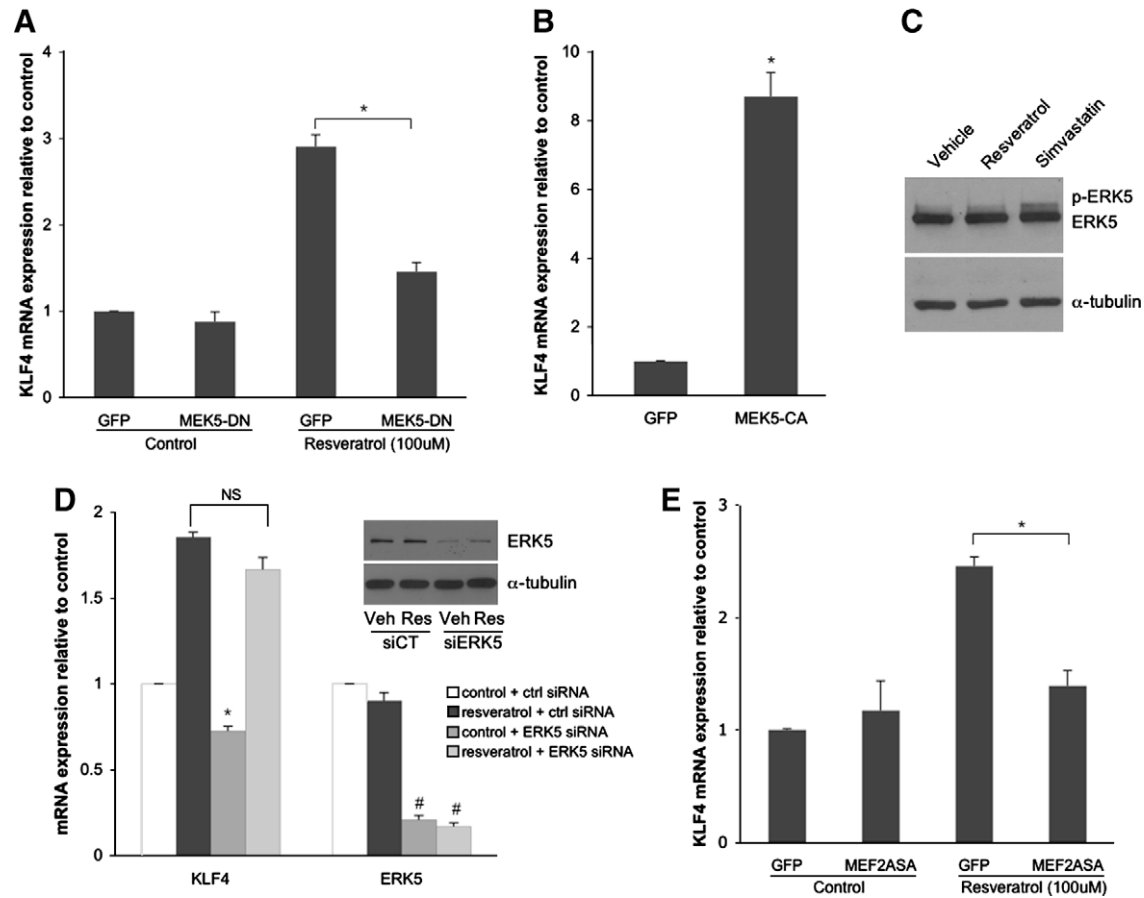 A
KLF4 mRNA expression relative to control
4
3
2
1
0
*
GFP MEK5-DN GFP MEK5-DN
Control Resveratrol (100uM)
B
KLF4 mRNA expression relative to control
10
8
6
4
2
0
*
GFP MEK5-CA
C
Vehicle
Resveratrol
Simvastatin
p-ERK5
ERK5
α-tubulin
D
mRNA expression relative to control
2
1.5
1
0.5
0
NS
*
#
#
KLF4 ERK5
ERK5
α-tubulin
Veh Res Veh Res
siCT siERK5
control + ctrl siRNA
resveratrol + ctrl siRNA
control + ERK5 siRNA
resveratrol + ERK5 siRNA
E
KLF4 mRNA expression relative to control
3
2
1
0
*
GFP MEF2ASA GFP MEF2ASA
Control Resveratrol (100uM)